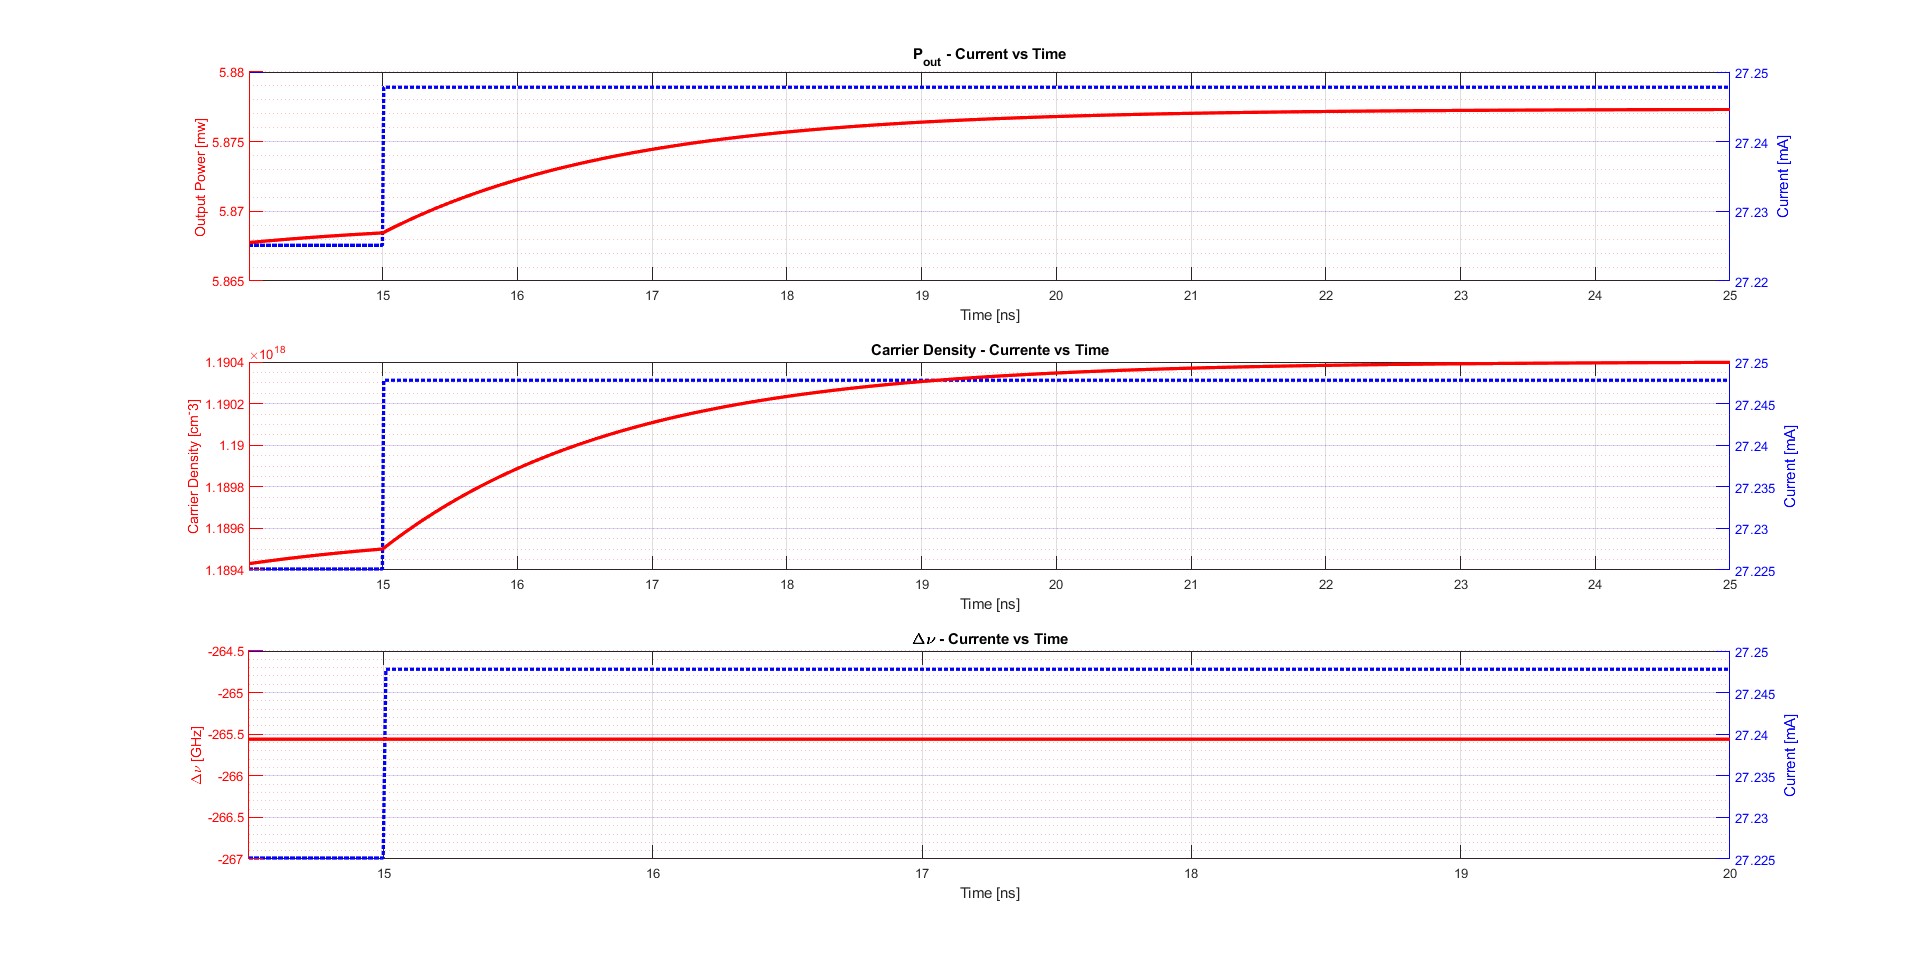 P_out - Current vs Time
5.88
5.875
5.87
5.865
Output Power [mw]
27.25
27.24
27.23
27.22
Current [mA]
15 16 17 18 19 20 21 22 23 24 25
Time [ns]
Carrier Density - Currente vs Time
×10^18
1.1904
1.1902
1.19
1.1898
1.1896
1.1894
Carrier Density [cm^-3]
27.25
27.245
27.24
27.235
27.23
27.225
Current [mA]
15 16 17 18 19 20 21 22 23 24 25
Time [ns]
Δν - Currente vs Time
-264.5
-265
-265.5
-266
-266.5
-267
Δν [GHz]
27.25
27.245
27.24
27.235
27.23
27.225
Current [mA]
15 16 17 18 19 20
Time [ns]